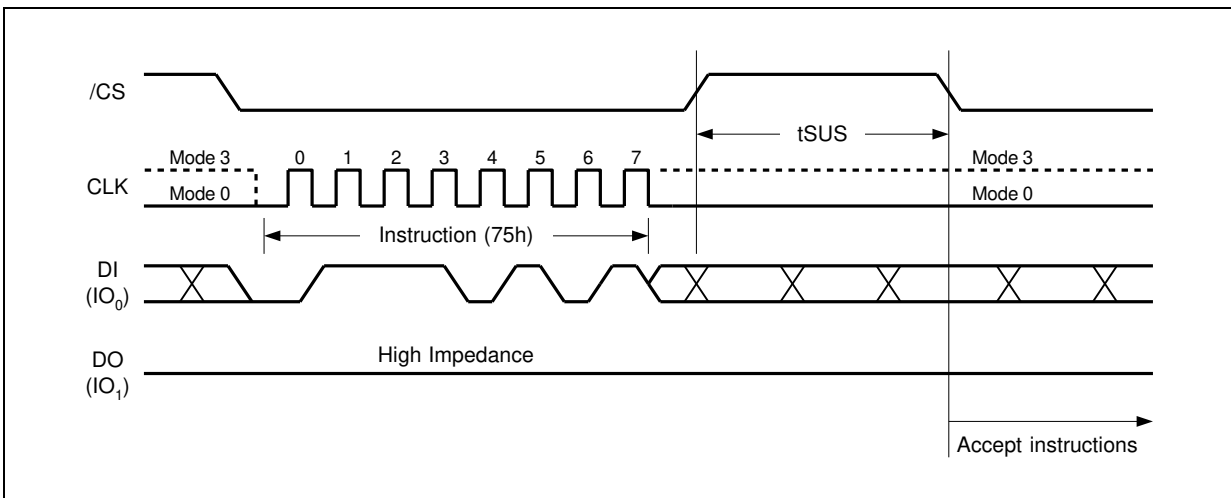 /CS
tSUS
Mode 3 0 1 2 3 4 5 6 7 Mode 3
CLK
Mode 0 Mode 0
Instruction (75h)
DI
(IO0)
High Impedance
DO
(IO1)
Accept instructions